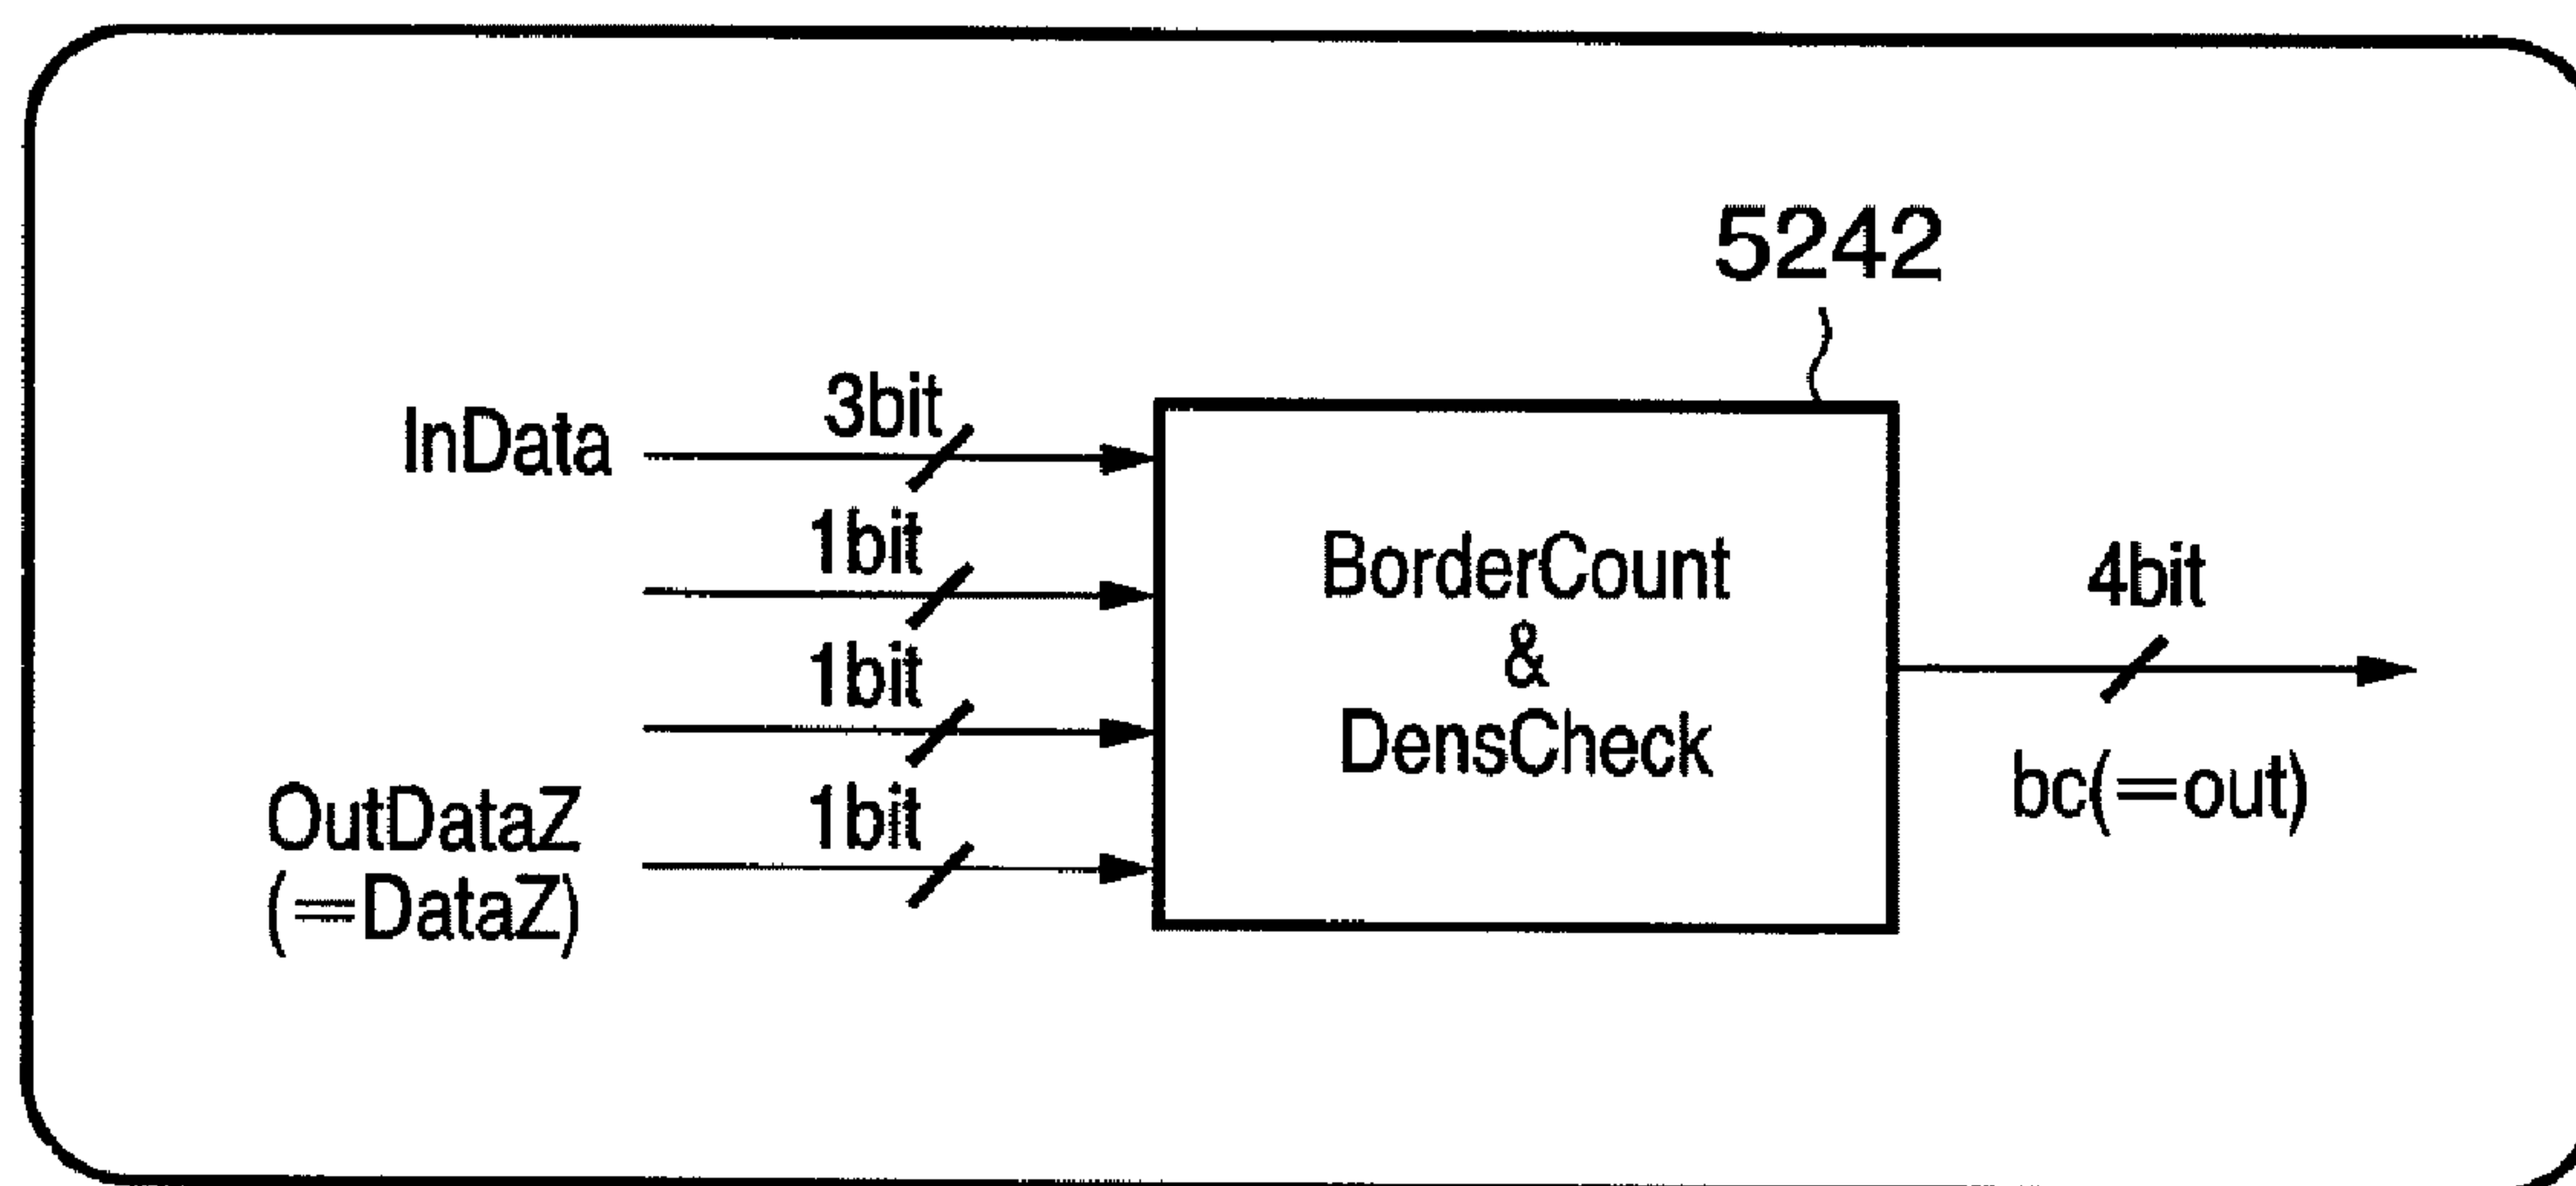 5242
InData
3bit
1bit
1bit
OutDataZ
(=DataZ)
1bit
BorderCount
&
DensCheck
4bit
bc(=out)